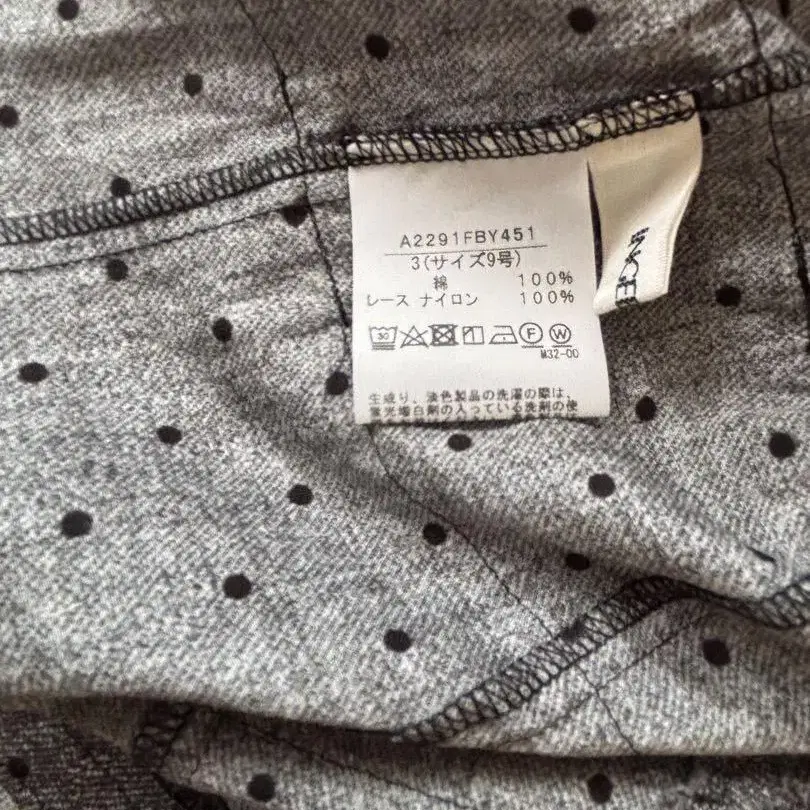 A2291FBY451
3(サイズ9号)
綿 100%
レース ナイロン 100%
30 F W
M32-00
生成り、淡色製品の洗濯の際は、
蛍光増白剤の入っている洗剤の使